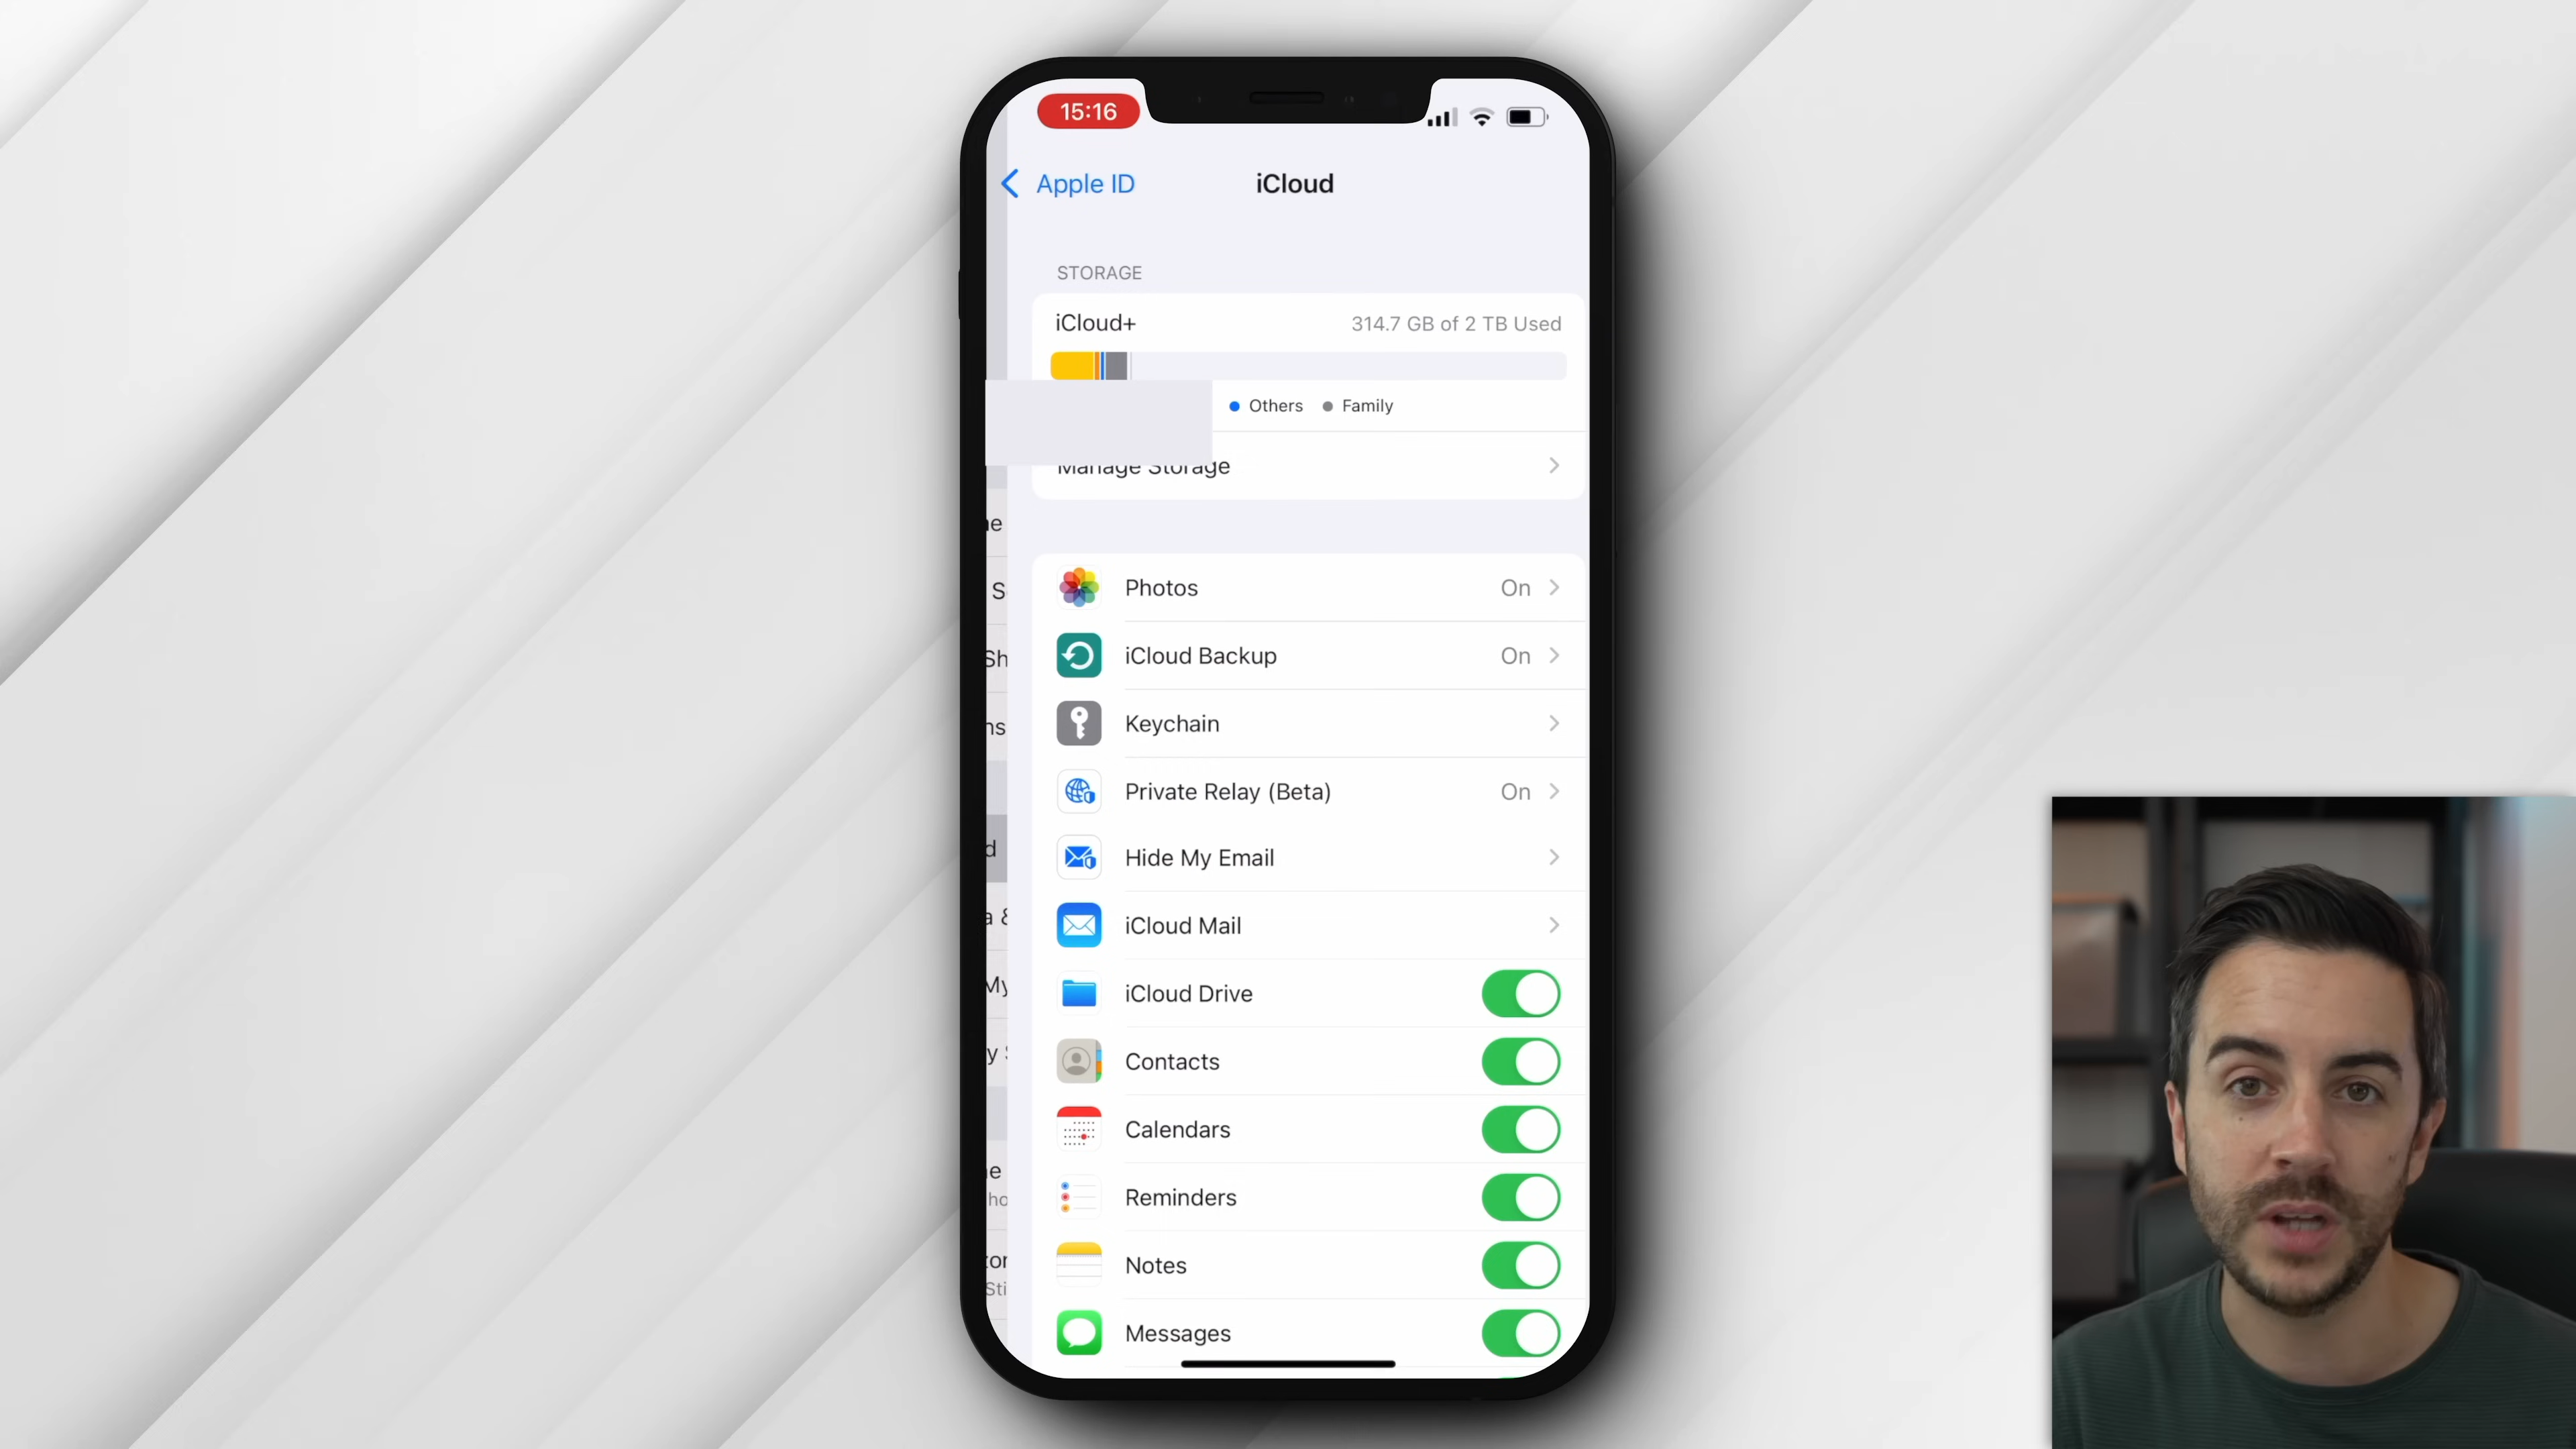 15:16
Apple ID
iCloud
STORAGE
iCloud+ 314.7 GB of 2 TB Used
Others Family
Manage Storage
Photos On
iCloud Backup On
Keychain
Private Relay (Beta) On
Hide My Email
iCloud Mail
iCloud Drive
Contacts
Calendars
Reminders
Notes
Messages